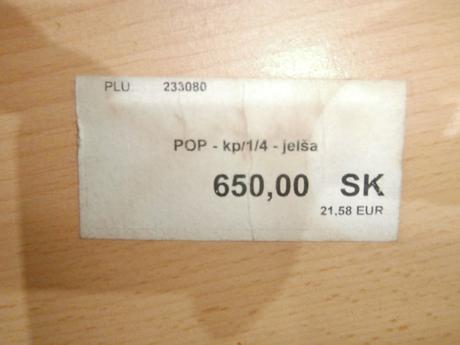 PLU: 233080
POP - kp/1/4 - jelša
650,00 SK
21,58 EUR